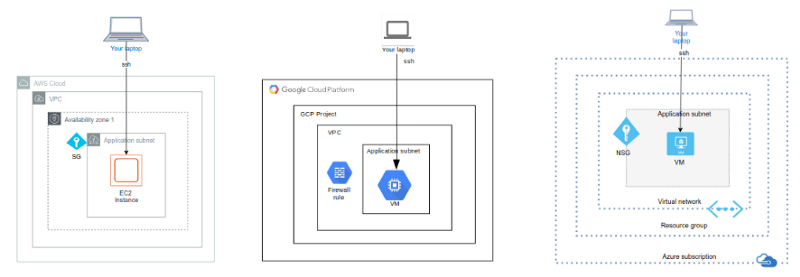 Your laptop
ssh
AWS Cloud
VPC
Availability zone 1
Application subnet
SG
EC2
Instance
Your laptop
ssh
Google Cloud Platform
GCP Project
VPC
Application subnet
Firewall
rule
VM
Your
laptop
ssh
Application subnet
NSG
VM
Virtual network
Resource group
Azure subscription